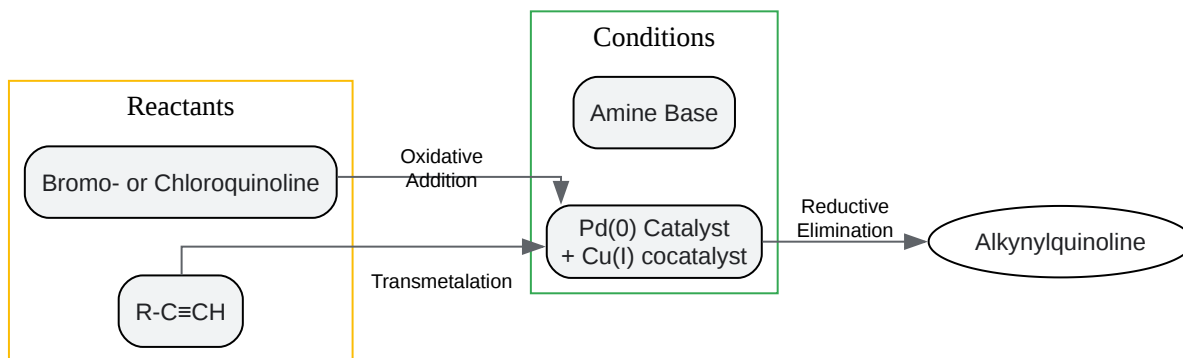 Conditions
Reactants
Amine Base
Bromo- or Chloroquinoline
Oxidative
Addition
Pd(0) Catalyst
+ Cu(I) cocatalyst
Reductive
Elimination
Alkynylquinoline
Transmetalation
R-C≡CH